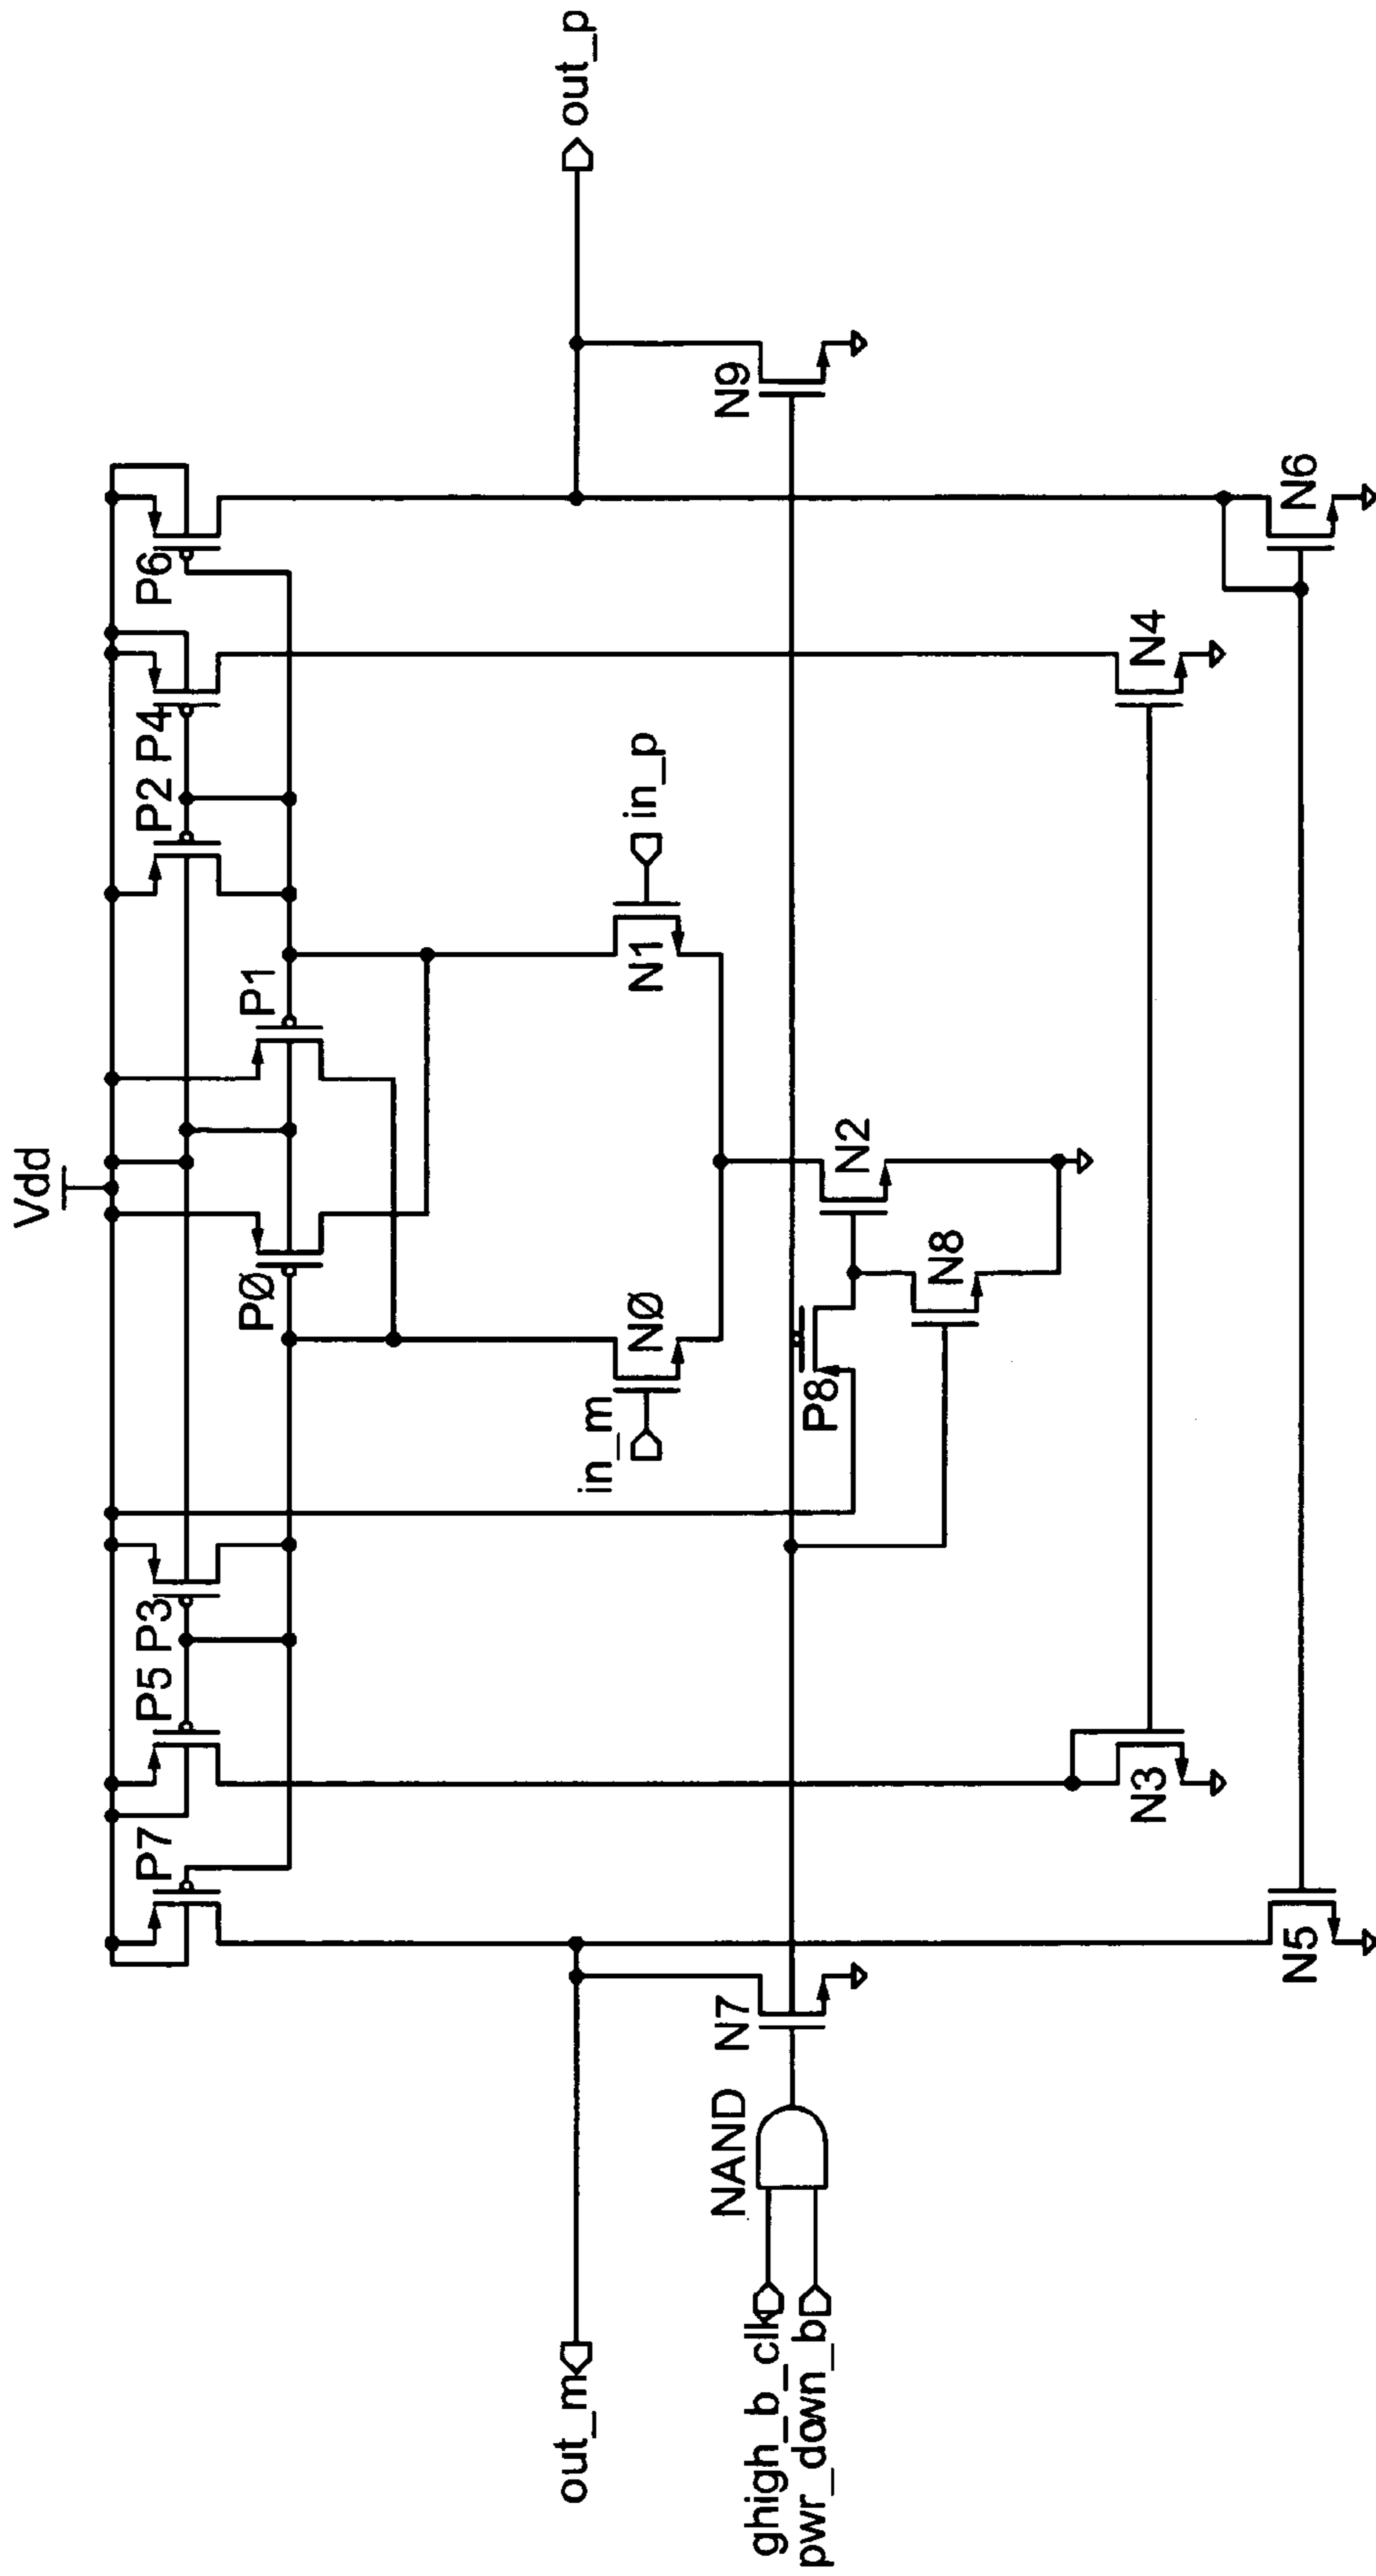 Vdd
P7
P5
P3
PØ
P1
P2
P4
P6
in_m
NØ
N1
in_p
out_m
out_p
NAND
N7
ghigh_b_clk
pwr_down_b
P8
N8
N2
N9
N3
N4
N5
N6